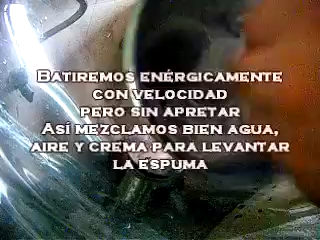 Batiremos enérgicamente
con velocidad
pero sin apretar
Así mezclamos bien agua,
aire y crema para levantar
la espuma